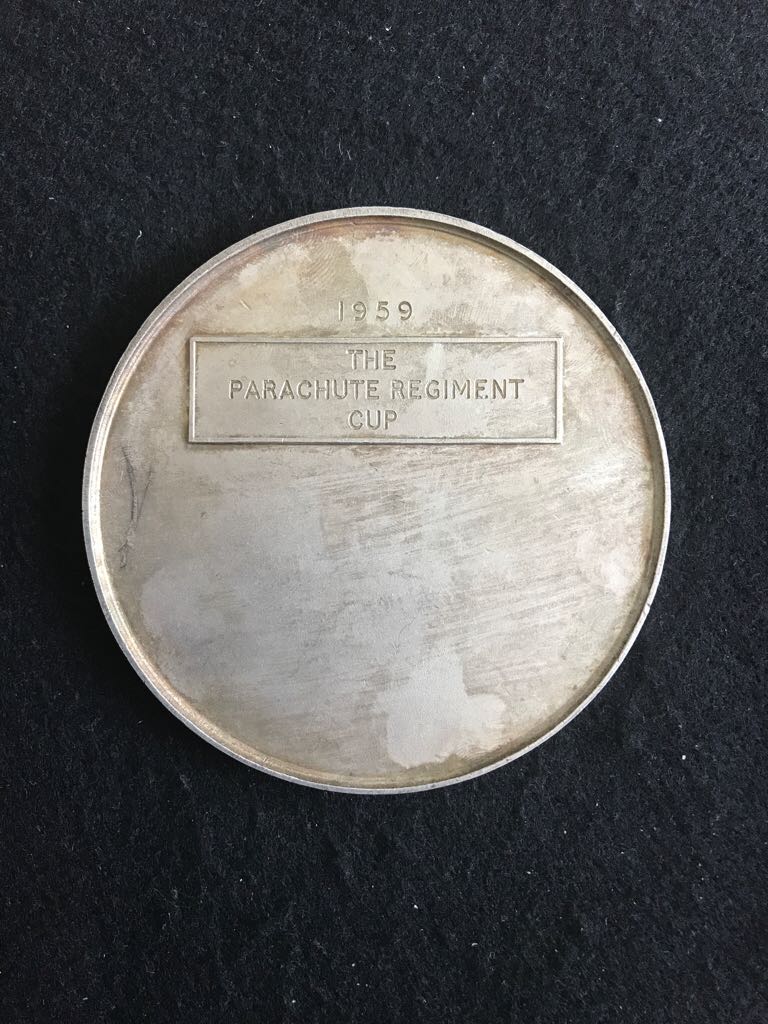 1959
THE
PARACHUTE REGIMENT
CUP